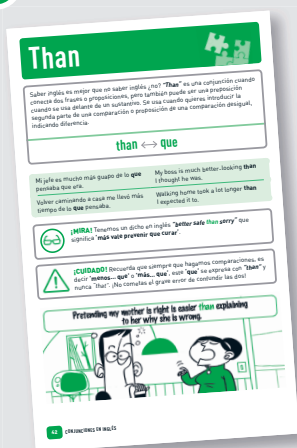 Than
Saber inglés es mejor que no saber inglés ¿no? "Than" es una conjunción cuando
conecta dos frases o proposiciones, pero también puede ser una preposición
cuando se usa delante de un sustantivo. Se usa cuando quieres introducir la
segunda parte de una comparación o proposición de una comparación desigual,
indicando diferencia.
than ↔ que
Mi jefe es mucho más guapo de lo que
pensaba que era.
My boss is much better-looking than
I thought he was.
Volver caminando a casa me llevó más
tiempo de lo que pensaba.
Walking home took a lot longer than
I expected it to.
¡MIRA! Tenemos un dicho en inglés "better safe than sorry" que
significa "más vale prevenir que curar".
¡CUIDADO! Recuerda que siempre que hagamos comparaciones, es
decir "menos... que" o "más... que", este "que" se expresa con "than" y
nunca "that". ¡No cometas el grave error de confundir las dos!
Pretending my mother is right is easier than explaining
to her why she is wrong.
62 CONJUNCIONES EN INGLÉS